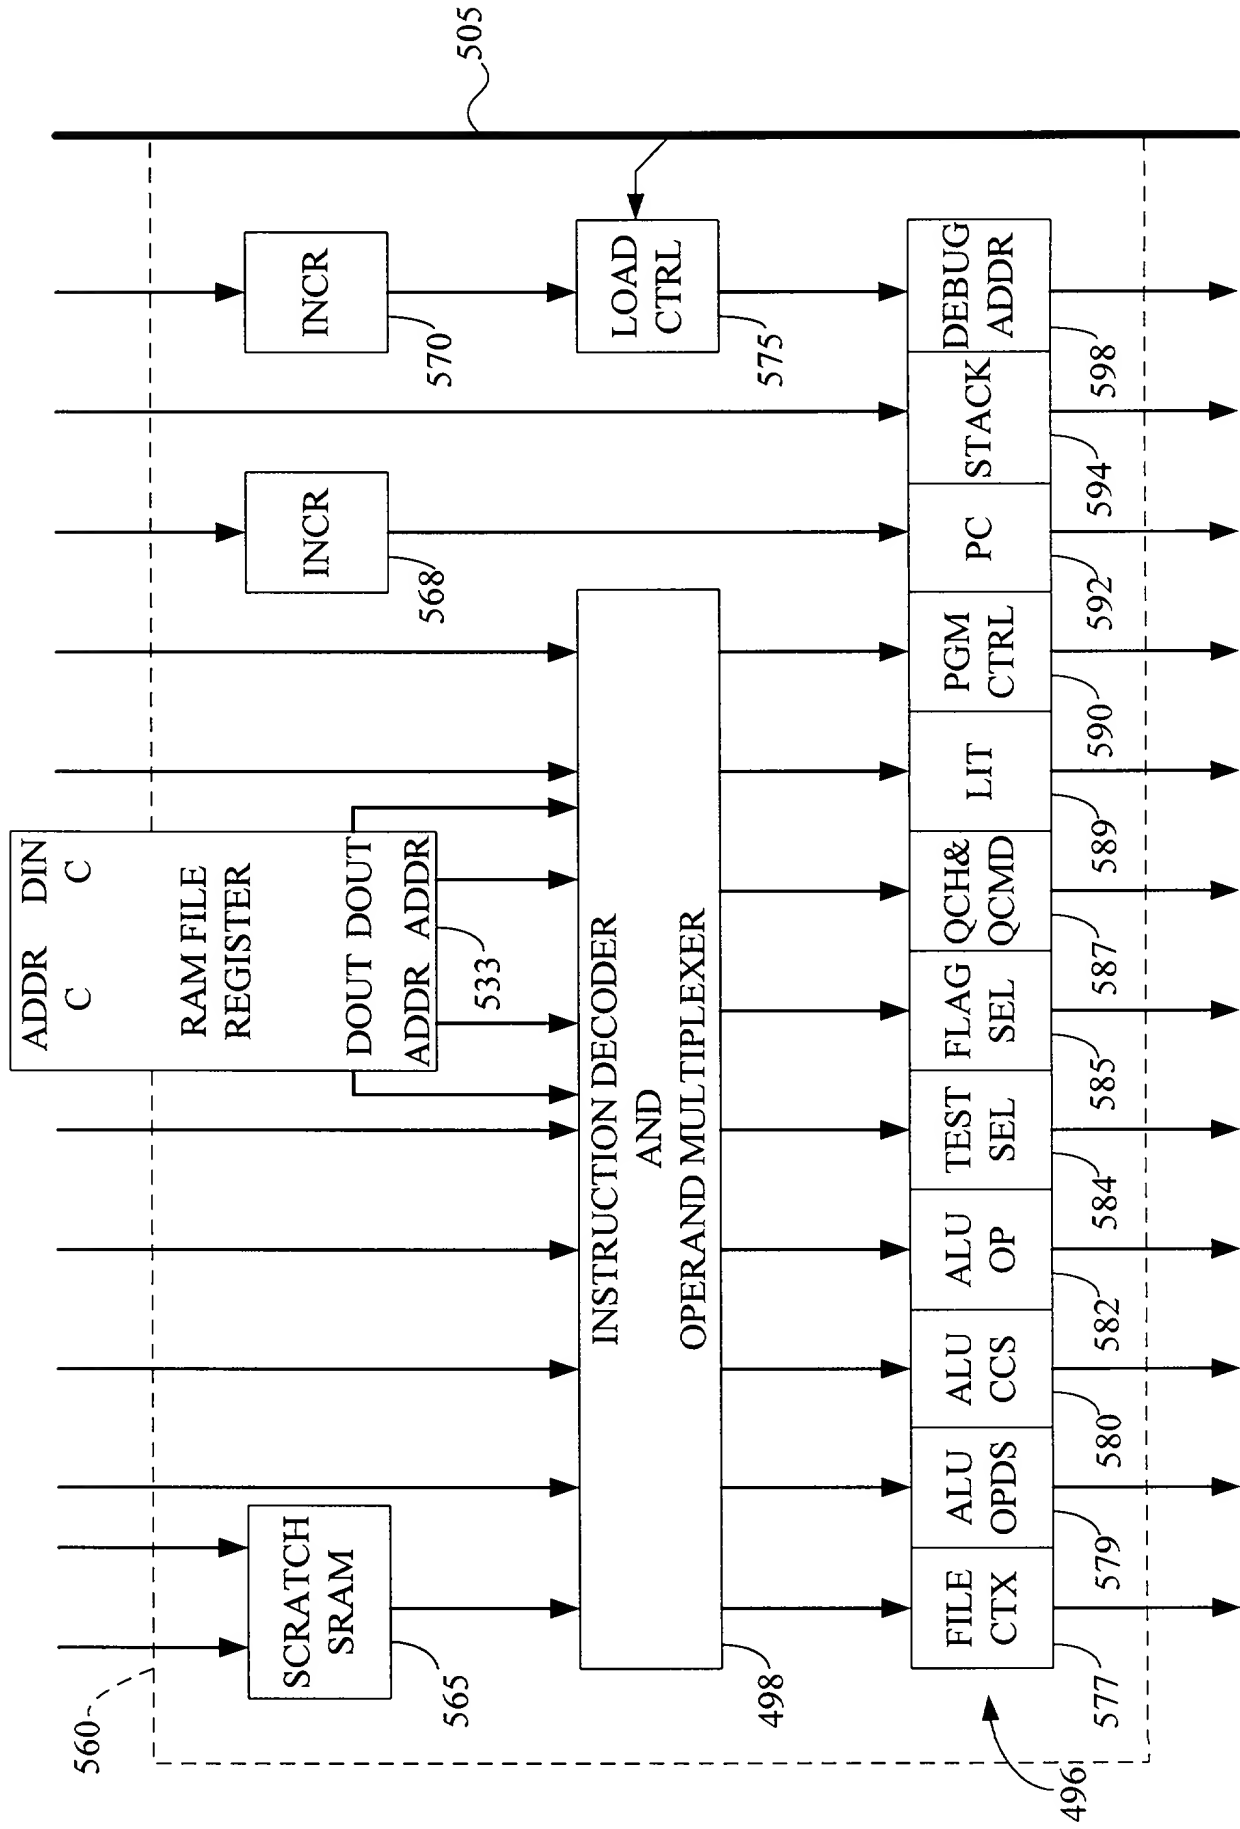 505
560
ADDR DIN
C C
RAM FILE
REGISTER
DOUT DOUT
ADDR ADDR
533
SCRATCH
SRAM
565
INCR
568
INCR
570
INSTRUCTION DECODER
AND
OPERAND MULTIPLEXER
498
LOAD
CTRL
575
FILE
CTX
577
ALU
OPDS
579
ALU
CCS
580
ALU
OP
582
TEST
SEL
584
FLAG
SEL
585
QCH&
QCMD
587
LIT
589
PGM
CTRL
590
PC
592
STACK
594
DEBUG
ADDR
598
496